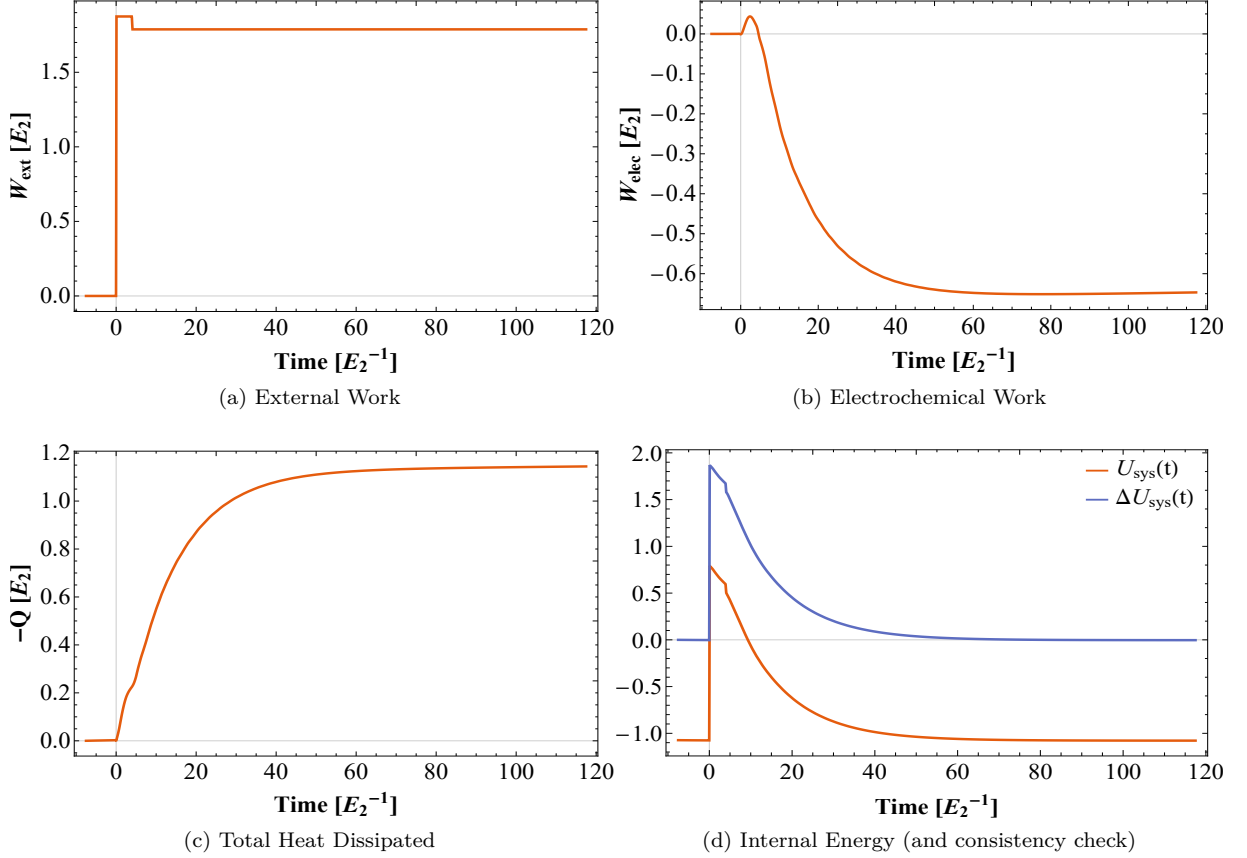 W_ext [E_2]
1.5
1.0
0.5
0.0
0 20 40 60 80 100 120
Time [E_2^−1]
(a) External Work
W_elec [E_2]
0.0
−0.1
−0.2
−0.3
−0.4
−0.5
−0.6
0 20 40 60 80 100 120
Time [E_2^−1]
(b) Electrochemical Work
−Q [E_2]
1.2
1.0
0.8
0.6
0.4
0.2
0.0
0 20 40 60 80 100 120
Time [E_2^−1]
(c) Total Heat Dissipated
2.0
1.5
1.0
0.5
0.0
−0.5
−1.0
U_sys(t)
ΔU_sys(t)
0 20 40 60 80 100 120
Time [E_2^−1]
(d) Internal Energy (and consistency check)